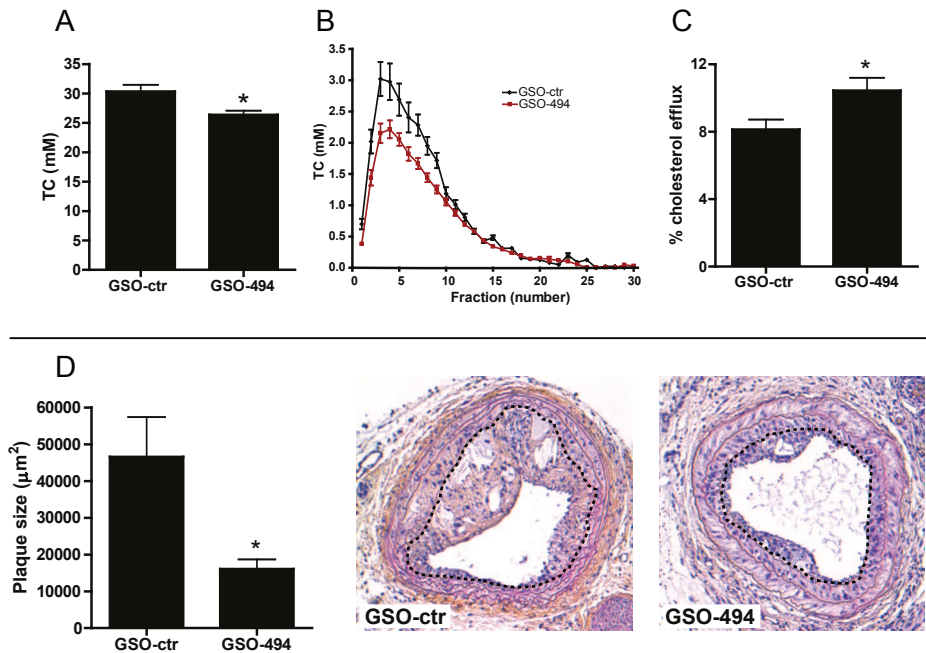 A
TC (mM)
35
30
25
20
15
10
5
0
*
GSO-ctr
GSO-494
B
TC (mM)
3.5
3.0
2.5
2.0
1.5
1.0
0.5
0.0
GSO-ctr
GSO-494
0 5 10 15 20 25 30
Fraction (number)
C
% cholesterol efflux
12
8
4
0
*
GSO-ctr
GSO-494
D
Plaque size (μm²)
60000
50000
40000
30000
20000
10000
0
*
GSO-ctr
GSO-494
GSO-ctr
GSO-494